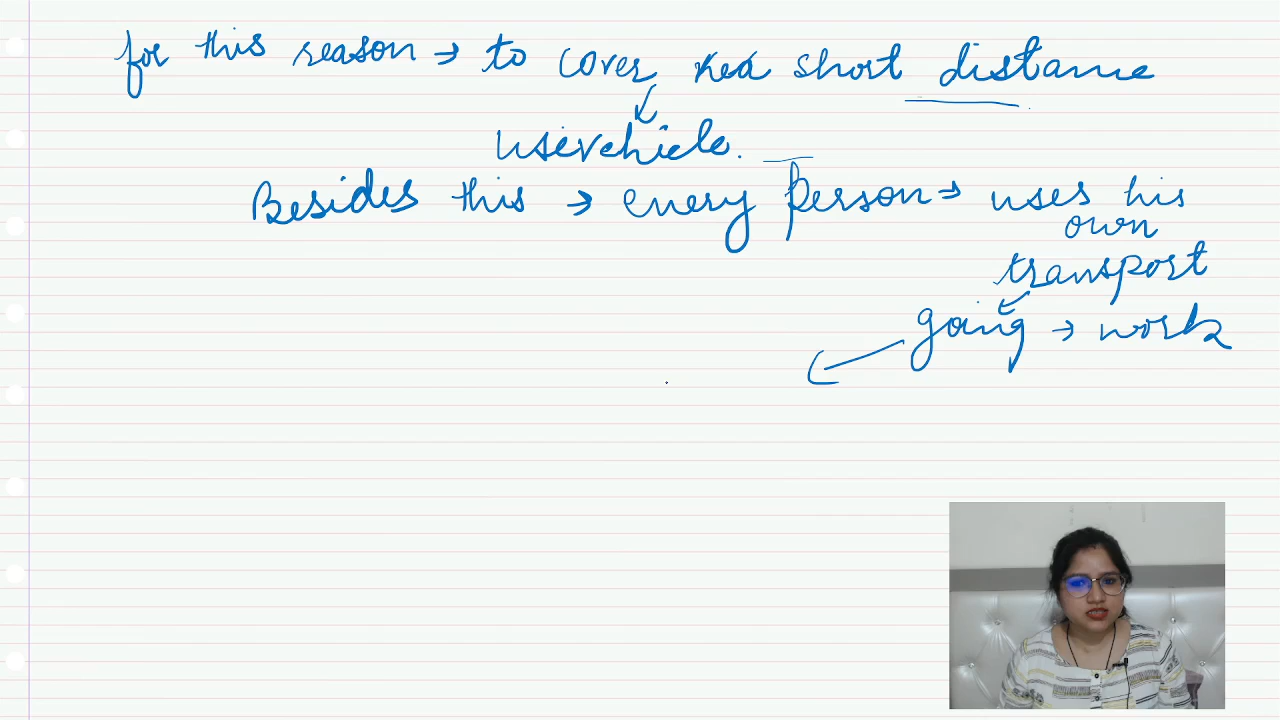 for this reason → to cover short distance
use vehicle.
Besides this → every person → uses his
own
transport
going → work